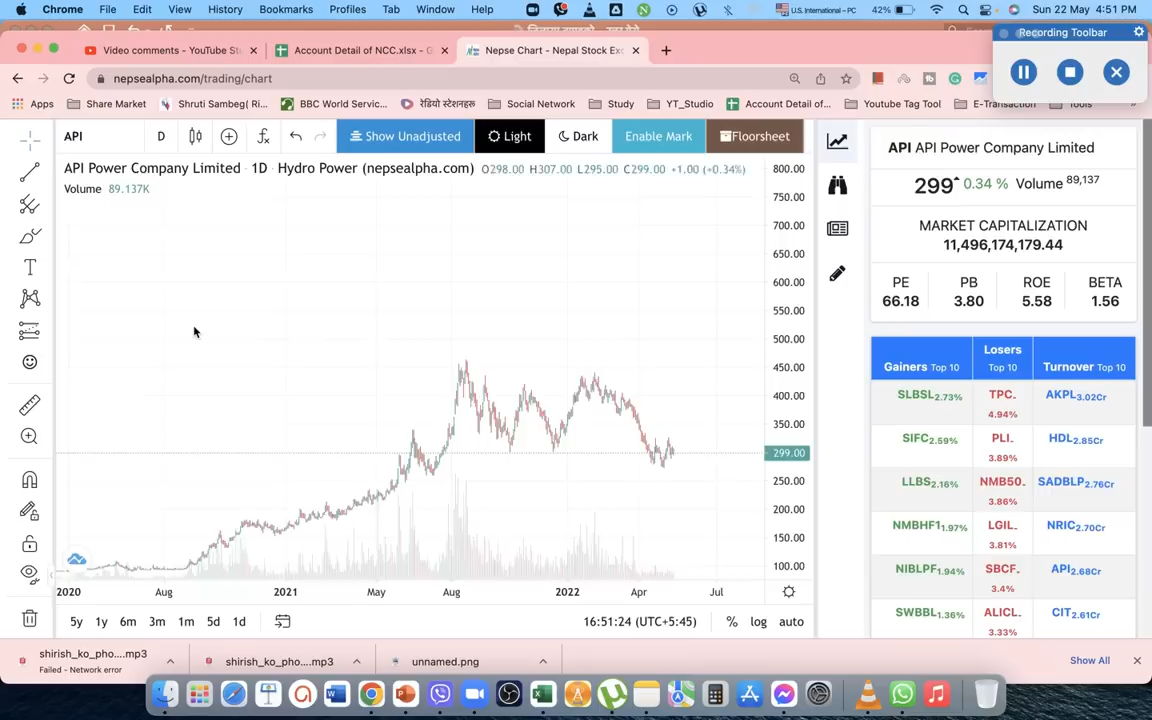 Chrome File Edit View History Bookmarks Profiles Tab Window Help U.S. International – PC 42% Sun 22 May 4:51 PM
Recording Toolbar
Video comments - YouTube Stu Account Detail of NCC.xlsx - G Nepse Chart - Nepal Stock Exc
nepsealpha.com/trading/chart
Apps Share Market Shruti Sambeg( Ri... BBC World Servic... रेडियो स्टेशनहरू Social Network Study YT_Studio Account Detail of... Youtube Tag Tool E-Transaction Tools
API D Show Unadjusted Light Dark Enable Mark Floorsheet
API Power Company Limited · 1D · Hydro Power (nepsealpha.com) O298.00 H307.00 L295.00 C299.00 +1.00 (+0.34%)
Volume 89.137K
800.00
750.00
700.00
650.00
600.00
550.00
500.00
450.00
400.00
350.00
299.00
250.00
200.00
150.00
100.00
2020 Aug 2021 May Aug 2022 Apr Jul
5y 1y 6m 3m 1m 5d 1d 16:51:24 (UTC+5:45) % log auto
API API Power Company Limited
299 0.34 % Volume 89,137
MARKET CAPITALIZATION
11,496,174,179.44
PE PB ROE BETA
66.18 3.80 5.58 1.56
Gainers Top 10 Losers Top 10 Turnover Top 10
SLBSL2.73% TPC- 4.94% AKPL3.02Cr
SIFC2.59% PLI- 3.89% HDL2.85Cr
LLBS2.16% NMB50- 3.86% SADBLP2.76Cr
NMBHF11.97% LGIL- 3.81% NRIC2.70Cr
NIBLPF1.94% SBCF- 3.4% API2.68Cr
SWBBL1.36% ALICL- 3.33% CIT2.61Cr
shirish_ko_pho....mp3 shirish_ko_pho....mp3 unnamed.png Show All
Failed - Network error